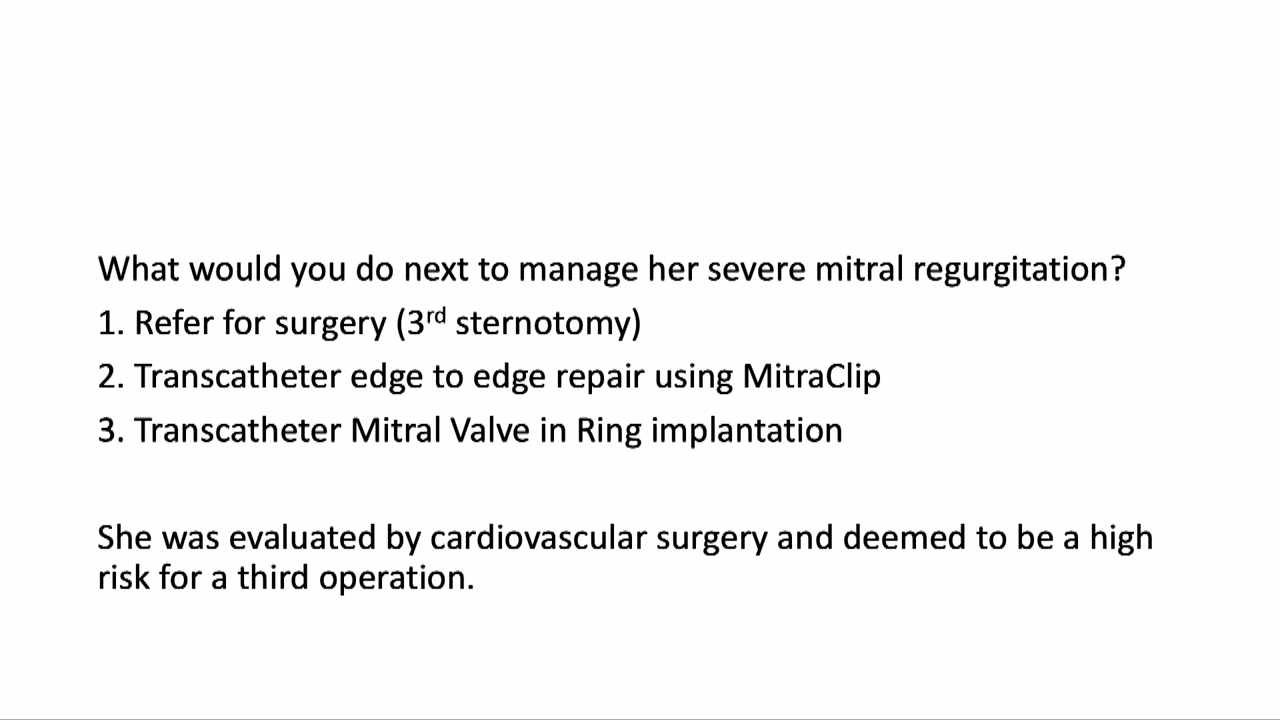 What would you do next to manage her severe mitral regurgitation?
1. Refer for surgery (3rd sternotomy)
2. Transcatheter edge to edge repair using MitraClip
3. Transcatheter Mitral Valve in Ring implantation
She was evaluated by cardiovascular surgery and deemed to be a high
risk for a third operation.